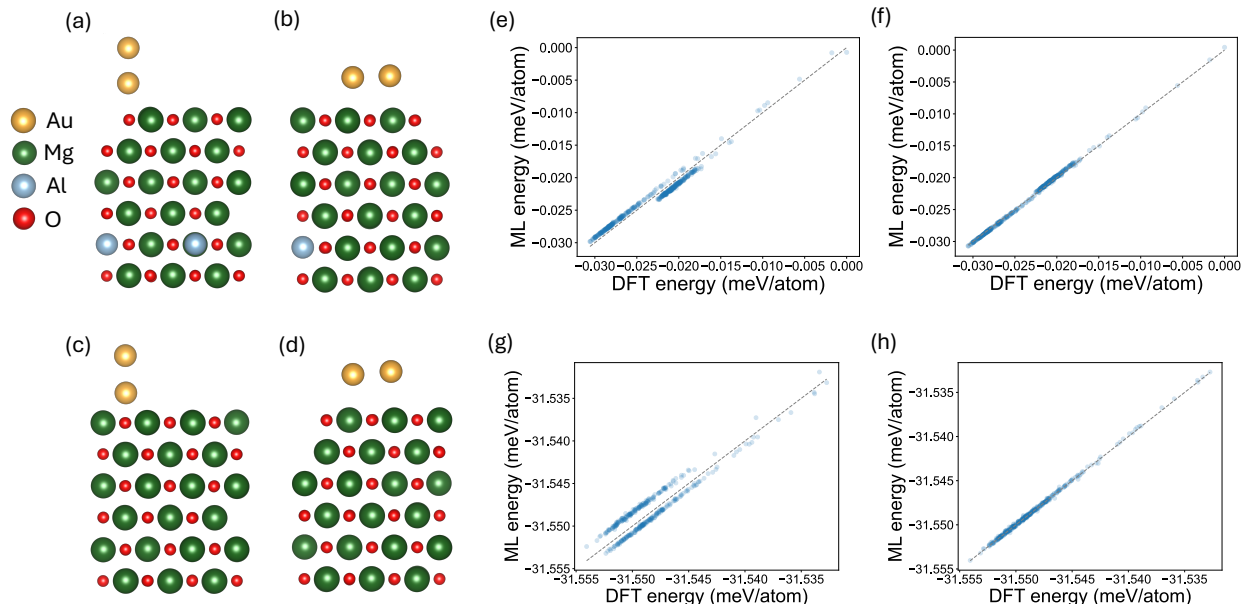 (a)
(b)
Au
Mg
Al
O
(c)
(d)
(e)
0.000
−0.005
−0.010
−0.015
−0.020
−0.025
−0.030
ML energy (meV/atom)
−0.030 −0.025 −0.020 −0.015 −0.010 −0.005 0.000
DFT energy (meV/atom)
(f)
0.000
0.005
0.010
0.015
−0.020
−0.025
−0.030
ML energy (meV/atom)
−0.030 −0.025 −0.020 −0.015 −0.010 −0.005 0.000
DFT energy (meV/atom)
(g)
−31.535
−31.540
−31.545
−31.550
−31.555
ML energy (meV/atom)
−31.555 −31.550 −31.545 −31.540 −31.535
DFT energy (meV/atom)
(h)
−31.535
−31.540
−31.545
−31.550
−31.555
ML energy (meV/atom)
−31.555 −31.550 −31.545 −31.540 −31.535
DFT energy (meV/atom)